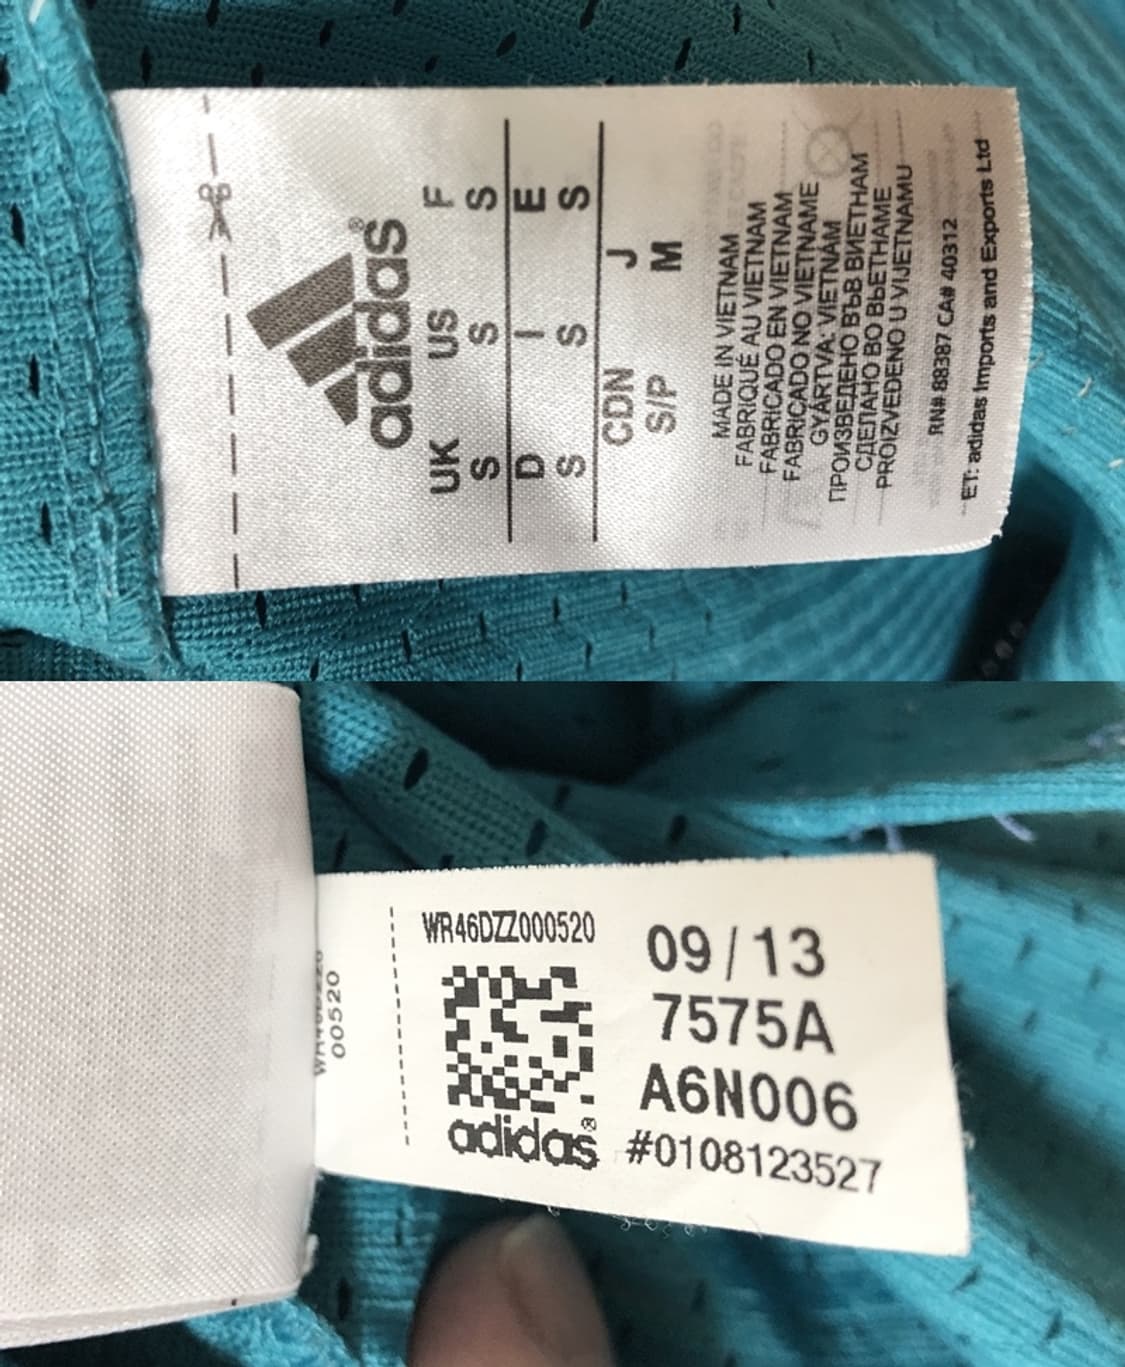 adidas®
UK US F
S S S
D I E
S S S
CDN J
S/P M
MADE IN VIETNAM
FABRIQUÉ AU VIETNAM
FABRICADO EN VIETNAM
FABRICADO NO VIETNAME
GYÁRTVA: VIETNÁM
ПРОИЗВЕДЕНО ВЪВ ВИЕТНАМ
СДЕЛАНО ВО ВЬЕТНАМЕ
PROIZVEDENO U VIJETNAMU
RN# 88387 CA# 40312
ET: adidas Imports and Exports Ltd
00520
WR46DZZ000520
adidas®
09/13
7575A
A6N006
#0108123527